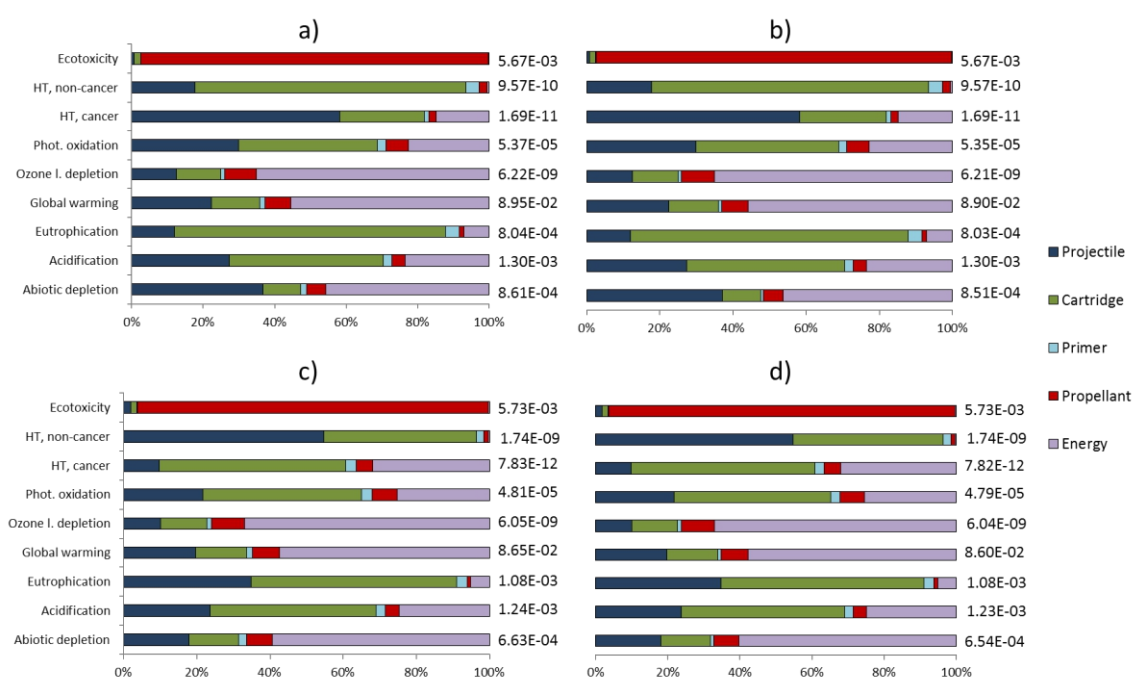 a)
Ecotoxicity 5.67E-03
HT, non-cancer 9.57E-10
HT, cancer 1.69E-11
Phot. oxidation 5.37E-05
Ozone l. depletion 6.22E-09
Global warming 8.95E-02
Eutrophication 8.04E-04
Acidification 1.30E-03
Abiotic depletion 8.61E-04
0% 20% 40% 60% 80% 100%
b)
5.67E-03
9.57E-10
1.69E-11
5.35E-05
6.21E-09
8.90E-02
8.03E-04
1.30E-03
8.51E-04
0% 20% 40% 60% 80% 100%
Projectile
Cartridge
Primer
Propellant
Energy
c)
Ecotoxicity 5.73E-03
HT, non-cancer 1.74E-09
HT, cancer 7.83E-12
Phot. oxidation 4.81E-05
Ozone l. depletion 6.05E-09
Global warming 8.65E-02
Eutrophication 1.08E-03
Acidification 1.24E-03
Abiotic depletion 6.63E-04
0% 20% 40% 60% 80% 100%
d)
5.73E-03
1.74E-09
7.82E-12
4.79E-05
6.04E-09
8.60E-02
1.08E-03
1.23E-03
6.54E-04
0% 20% 40% 60% 80% 100%